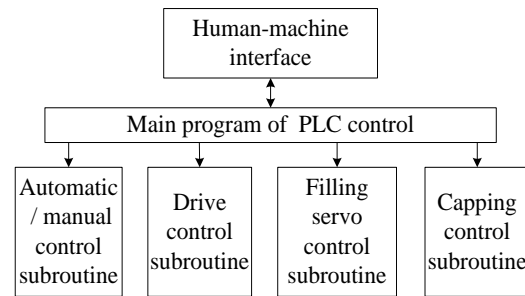 Human-machine
interface
Main program of PLC control
Automatic
/ manual
control
subroutine
Drive
control
subroutine
Filling
servo
control
subroutine
Capping
control
subroutine